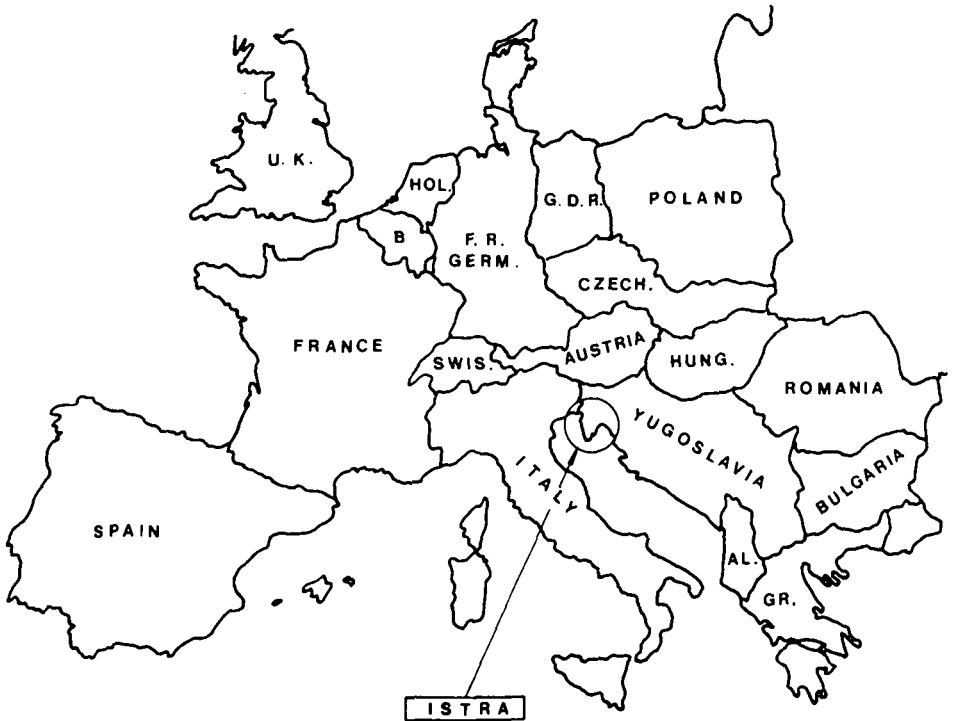 U. K.
HOL.
G. D. R.
POLAND
B
F. R.
GERM.
CZECH.
FRANCE
SWIS.
AUSTRIA
HUNG.
ROMANIA
YUGOSLAVIA
ITALY
BULGARIA
SPAIN
AL.
GR.
ISTRA